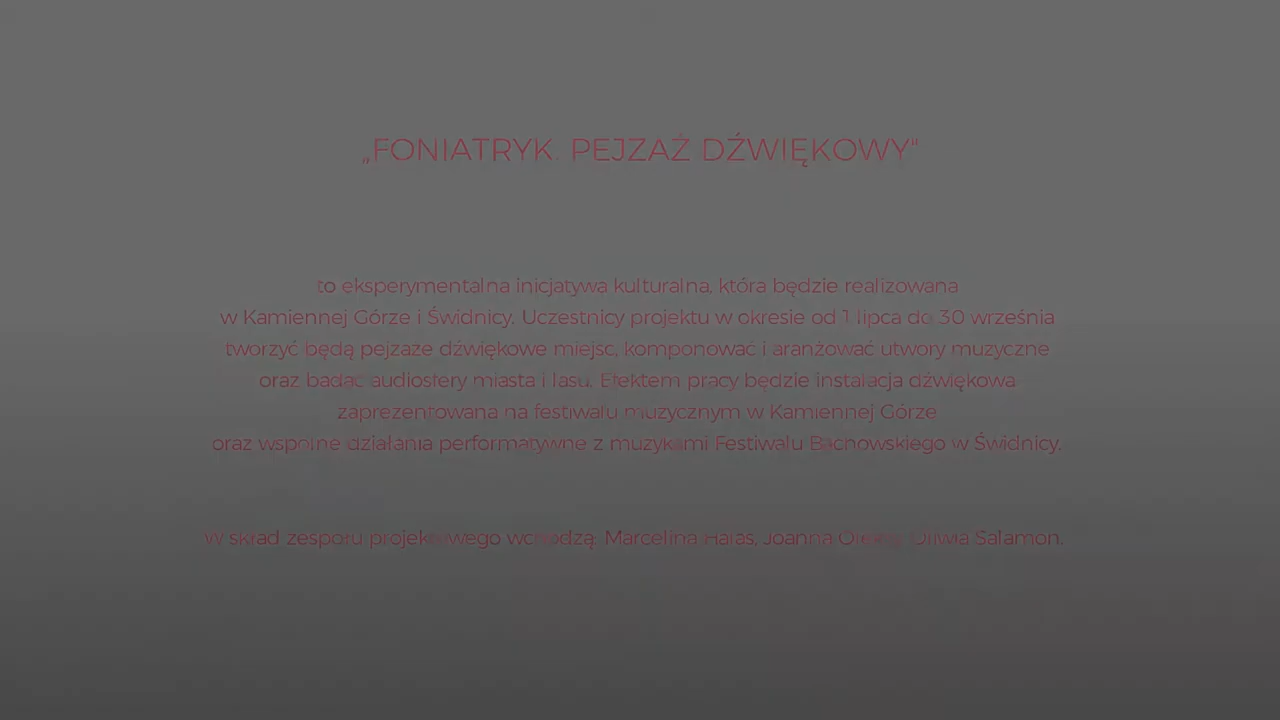 „FONIATRYK. PEJZAŻ DŹWIĘKOWY"
to eksperymentalna inicjatywa kulturalna, która będzie realizowana
w Kamiennej Górze i Świdnicy. Uczestnicy projektu w okresie od 1 lipca do 30 września
tworzyć będą pejzaże dźwiękowe miejsc, komponować i aranżować utwory muzyczne
oraz badać audiosfery miasta i lasu. Efektem pracy będzie instalacja dźwiękowa
zaprezentowana na festiwalu muzycznym w Kamiennej Górze
oraz wspólne działania performatywne z muzykami Festiwalu Bachowskiego w Świdnicy.
W skład zespołu projektowego wchodzą: Marcelina Joanna Oliwia Salamon.